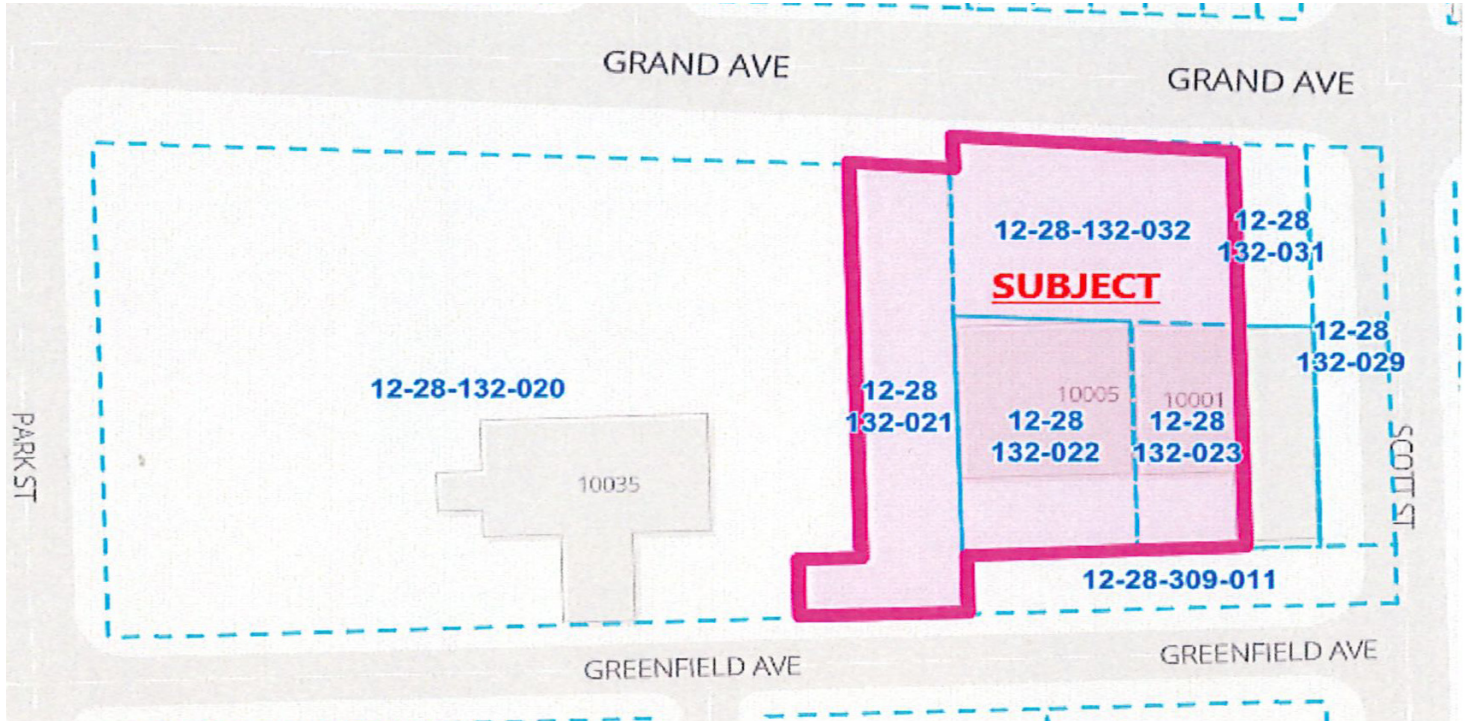 GRAND AVE
GRAND AVE
12-28-132-032
12-28
132-031
SUBJECT
12-28
132-029
12-28-132-020
12-28
132-021
10005
10001
12-28
132-022
12-28
132-023
PARK ST
10035
SCOTT ST
12-28-309-011
GREENFIELD AVE
GREENFIELD AVE